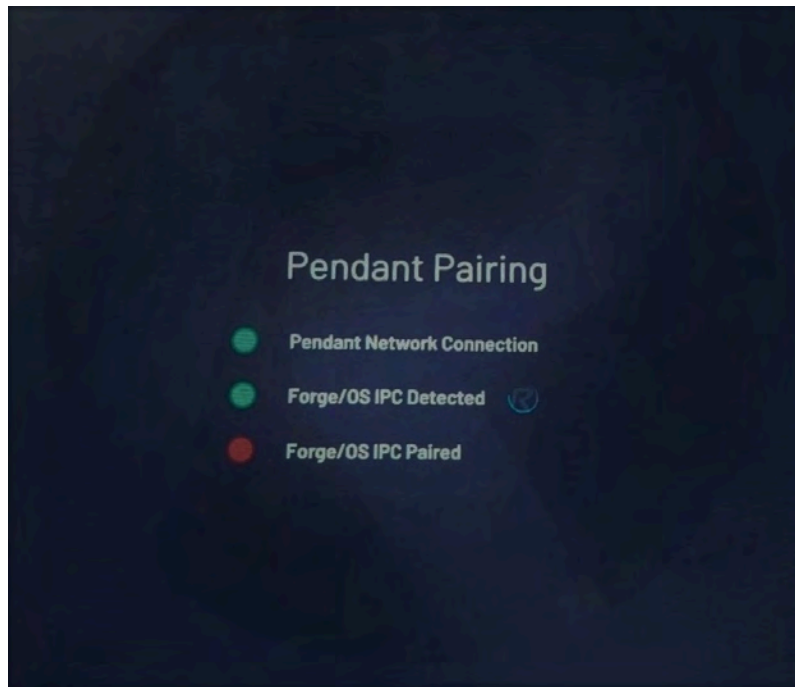 Pendant Pairing
Pendant Network Connection
Forge/OS IPC Detected
Forge/OS IPC Paired